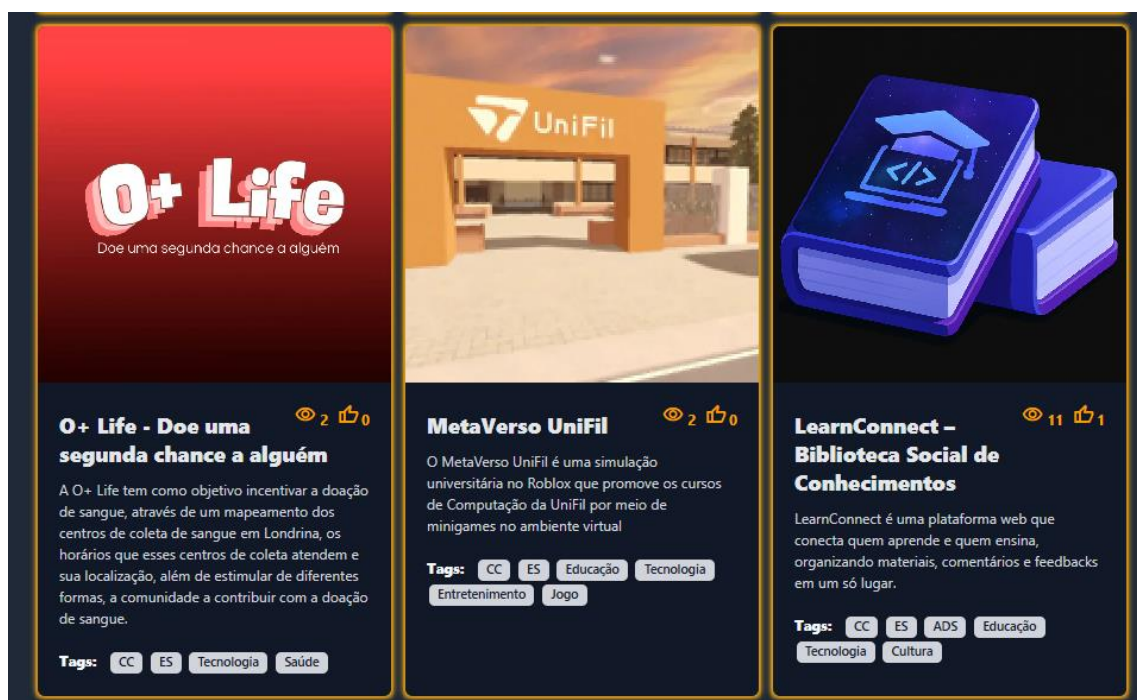 O+ Life
Doe uma segunda chance a alguém
O+ Life - Doe uma
segunda chance a alguém
2 0
A O+ Life tem como objetivo incentivar a doação
de sangue, através de um mapeamento dos
centros de coleta de sangue em Londrina, os
horários que esses centros de coleta atendem e
sua localização, além de estimular de diferentes
formas, a comunidade a contribuir com a doação
de sangue.
Tags: CC ES Tecnologia Saúde
UniFil
MetaVerso UniFil
2 0
O MetaVerso UniFil é uma simulação
universitária no Roblox que promove os cursos
de Computação da UniFil por meio de
minigames no ambiente virtual
Tags: CC ES Educação Tecnologia
Entretenimento Jogo
</>
LearnConnect –
Biblioteca Social de
Conhecimentos
11 1
LearnConnect é uma plataforma web que
conecta quem aprende e quem ensina,
organizando materiais, comentários e feedbacks
em um só lugar.
Tags: CC ES ADS Educação
Tecnologia Cultura